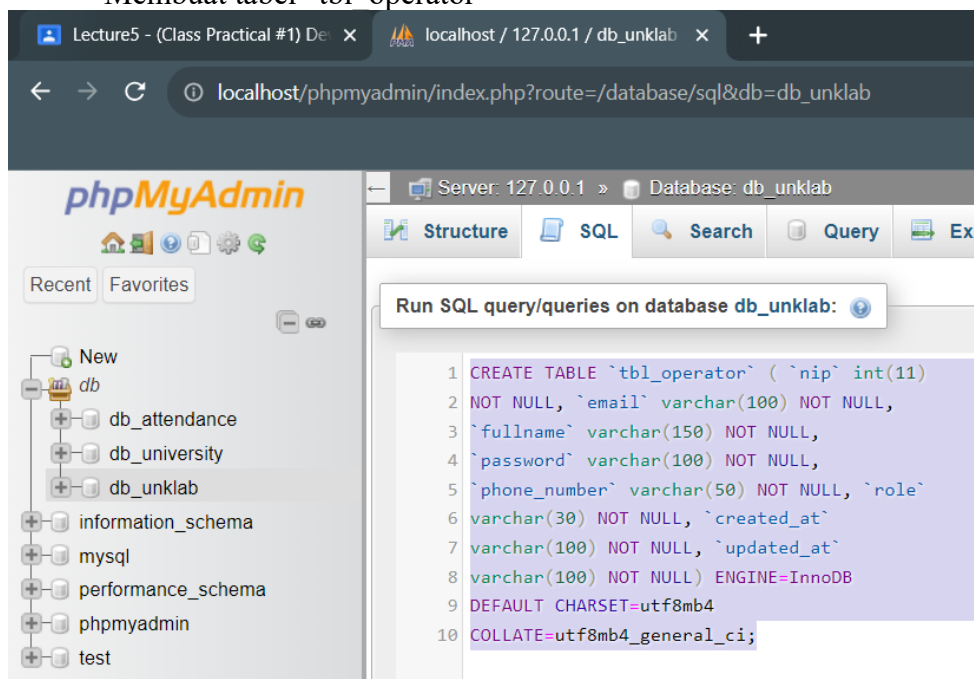 Membuat tabel "tbl_operator"
Lecture5 - (Class Practical #1) De
localhost / 127.0.0.1 / db_unklab
localhost/phpmyadmin/index.php?route=/database/sql&db=db_unklab
phpMyAdmin
Recent Favorites
New
db
db_attendance
db_university
db_unklab
information_schema
mysql
performance_schema
phpmyadmin
test
Server: 127.0.0.1 » Database: db_unklab
Structure SQL Search Query Ex
Run SQL query/queries on database db_unklab:
1 CREATE TABLE `tbl_operator` ( `nip` int(11)
2 NOT NULL, `email` varchar(100) NOT NULL,
3 `fullname` varchar(150) NOT NULL,
4 `password` varchar(100) NOT NULL,
5 `phone_number` varchar(50) NOT NULL, `role`
6 varchar(30) NOT NULL, `created_at`
7 varchar(100) NOT NULL, `updated_at`
8 varchar(100) NOT NULL) ENGINE=InnoDB
9 DEFAULT CHARSET=utf8mb4
10 COLLATE=utf8mb4_general_ci;